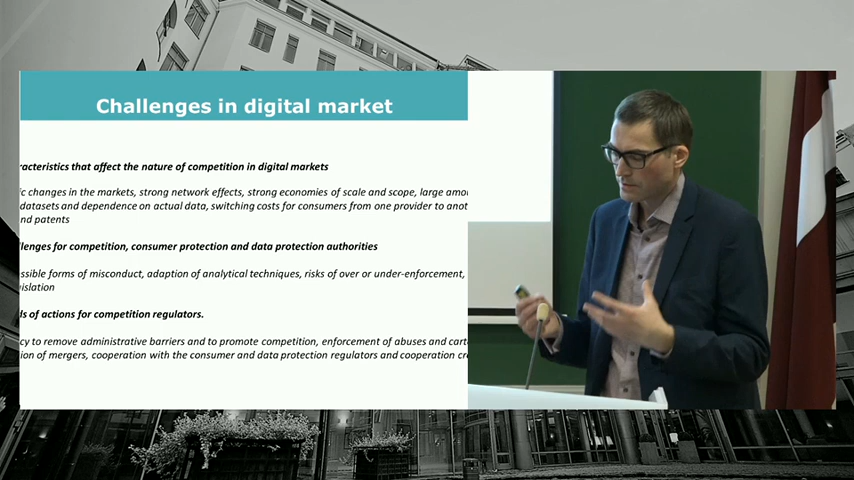 Challenges in digital market
racteristics that affect the nature of competition in digital markets
ic changes in the markets, strong network effects, strong economies of scale and scope, large amou
datasets and dependence on actual data, switching costs for consumers from one provider to anot
nd patents
lenges for competition, consumer protection and data protection authorities
ssible forms of misconduct, adaption of analytical techniques, risks of over or under-enforcement,
islation
ds of actions for competition regulators.
cy to remove administrative barriers and to promote competition, enforcement of abuses and cart
ion of mergers, cooperation with the consumer and data protection regulators and cooperation cr